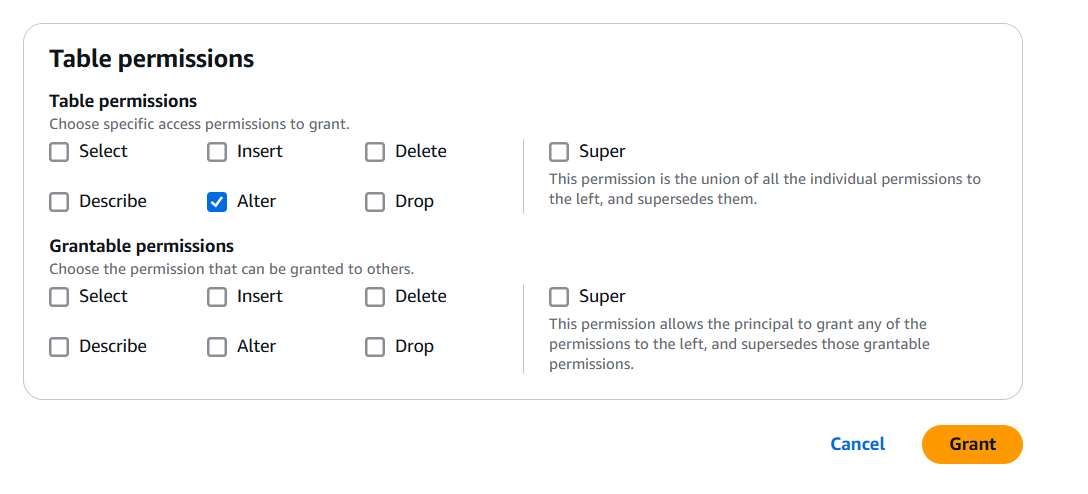 Table permissions
Table permissions
Choose specific access permissions to grant.
Select Insert Delete Super
This permission is the union of all the individual permissions to
the left, and supersedes them.
Describe Alter Drop
Grantable permissions
Choose the permission that can be granted to others.
Select Insert Delete Super
This permission allows the principal to grant any of the
permissions to the left, and supersedes those grantable
permissions.
Describe Alter Drop
Cancel Grant